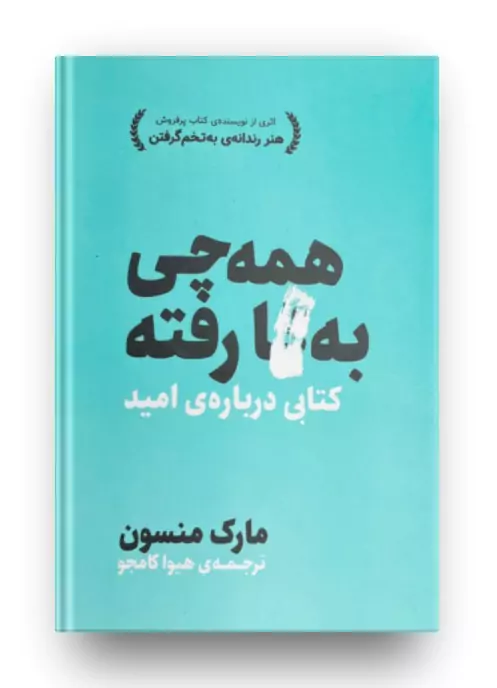 اثری از نویسنده‌ی کتاب پرفروش
هنر رندانه‌ی به‌تخم‌گرفتن
همه‌چی
به رفته
کتابی درباره‌ی امید
مارک منسون
ترجمه‌ی هیوا کامجو